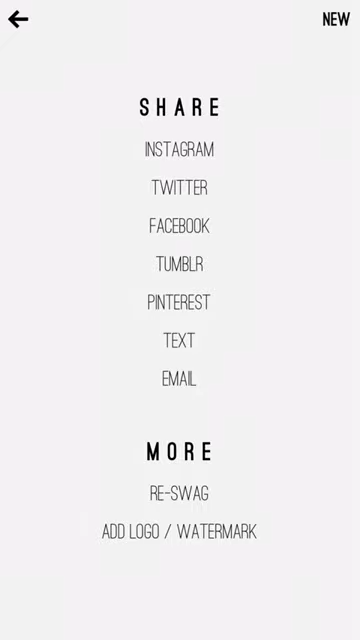 NEW
SHARE
INSTAGRAM
TWITTER
FACEBOOK
TUMBLR
PINTEREST
TEXT
EMAIL
MORE
RE-SWAG
ADD LOGO / WATERMARK